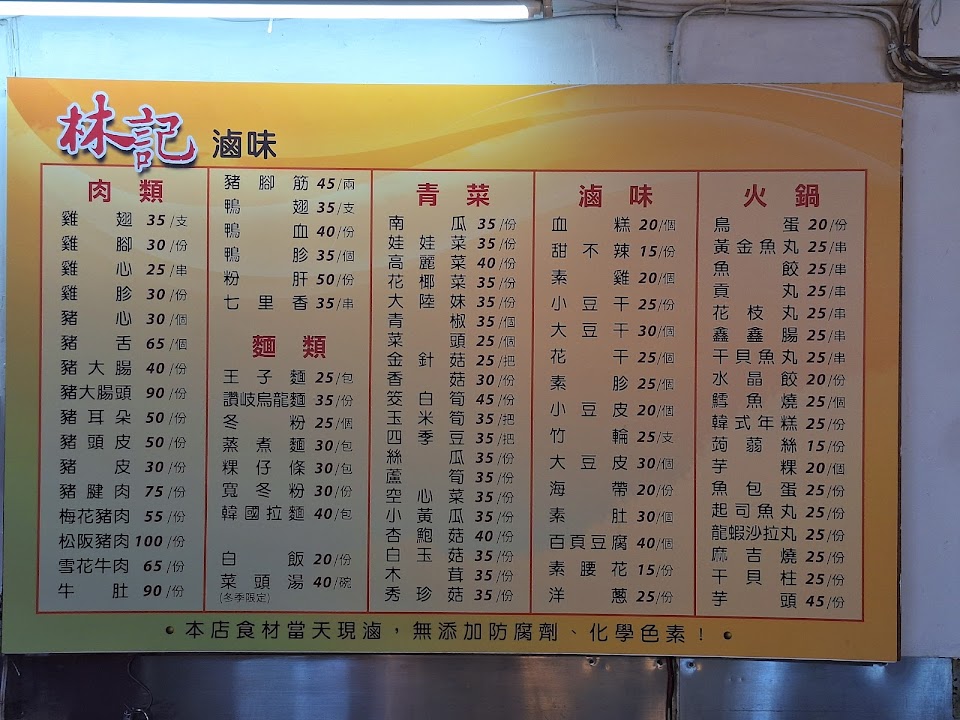 林記 滷味
肉類
雞翅 35/支
雞腳 30/份
雞心 25/串
雞胗 30/份
豬心 30/個
豬舌 65/個
豬大腸 40/份
豬大腸頭 90/份
豬耳朵 50/份
豬頭皮 50/份
豬皮 30/份
豬腱肉 75/份
梅花豬肉 55/份
松阪豬肉 100/份
雪花牛肉 65/份
牛肚 90/份
豬腳筋 45/兩
鴨翅 35/支
鴨血 40/份
鴨胗 35/個
粉肝 50/份
七里香 35/串
麵類
王子麵 25/包
讚岐烏龍麵 35/份
冬粉 25/個
蒸煮麵 30/包
粿仔條 30/包
寬冬粉 30/份
韓國拉麵 40/包
白飯 20/份
菜頭湯 40/碗
(冬季限定)
青菜
南瓜 35/份
娃娃菜 35/份
高麗菜 40/份
花椰菜 35/份
大陸妹 35/份
青椒 35/個
菜頭 25/個
金針菇 25/把
香菇 30/份
筊白筍 45/份
玉米筍 35/把
四季豆 35/把
絲瓜 35/份
蘆筍 35/份
空心菜 35/份
小黃瓜 35/份
杏鮑菇 40/份
白玉菇 35/份
木茸 35/份
秀珍菇 35/份
滷味
血糕 20/個
甜不辣 15/份
素雞 20/個
小豆干 25/份
大豆干 30/個
花干 25/個
素胗 25/個
小豆皮 20/個
竹輪 25/支
大豆皮 30/個
海帶 20/份
素肚 30/個
百頁豆腐 40/個
素腰花 15/份
洋蔥 25/份
火鍋
鳥蛋 20/份
黃金魚丸 25/串
魚餃 25/串
貢丸 25/串
花枝丸 25/串
鑫鑫腸 25/串
干貝魚丸 25/串
水晶餃 20/份
鱈魚燒 25/個
韓式年糕 25/份
蒟蒻絲 15/份
芋粿 20/個
魚包蛋 25/份
起司魚丸 25/份
龍蝦沙拉丸 25/份
麻吉燒 25/份
干貝柱 25/份
芋頭 45/份
•本店食材當天現滷，無添加防腐劑、化學色素!•